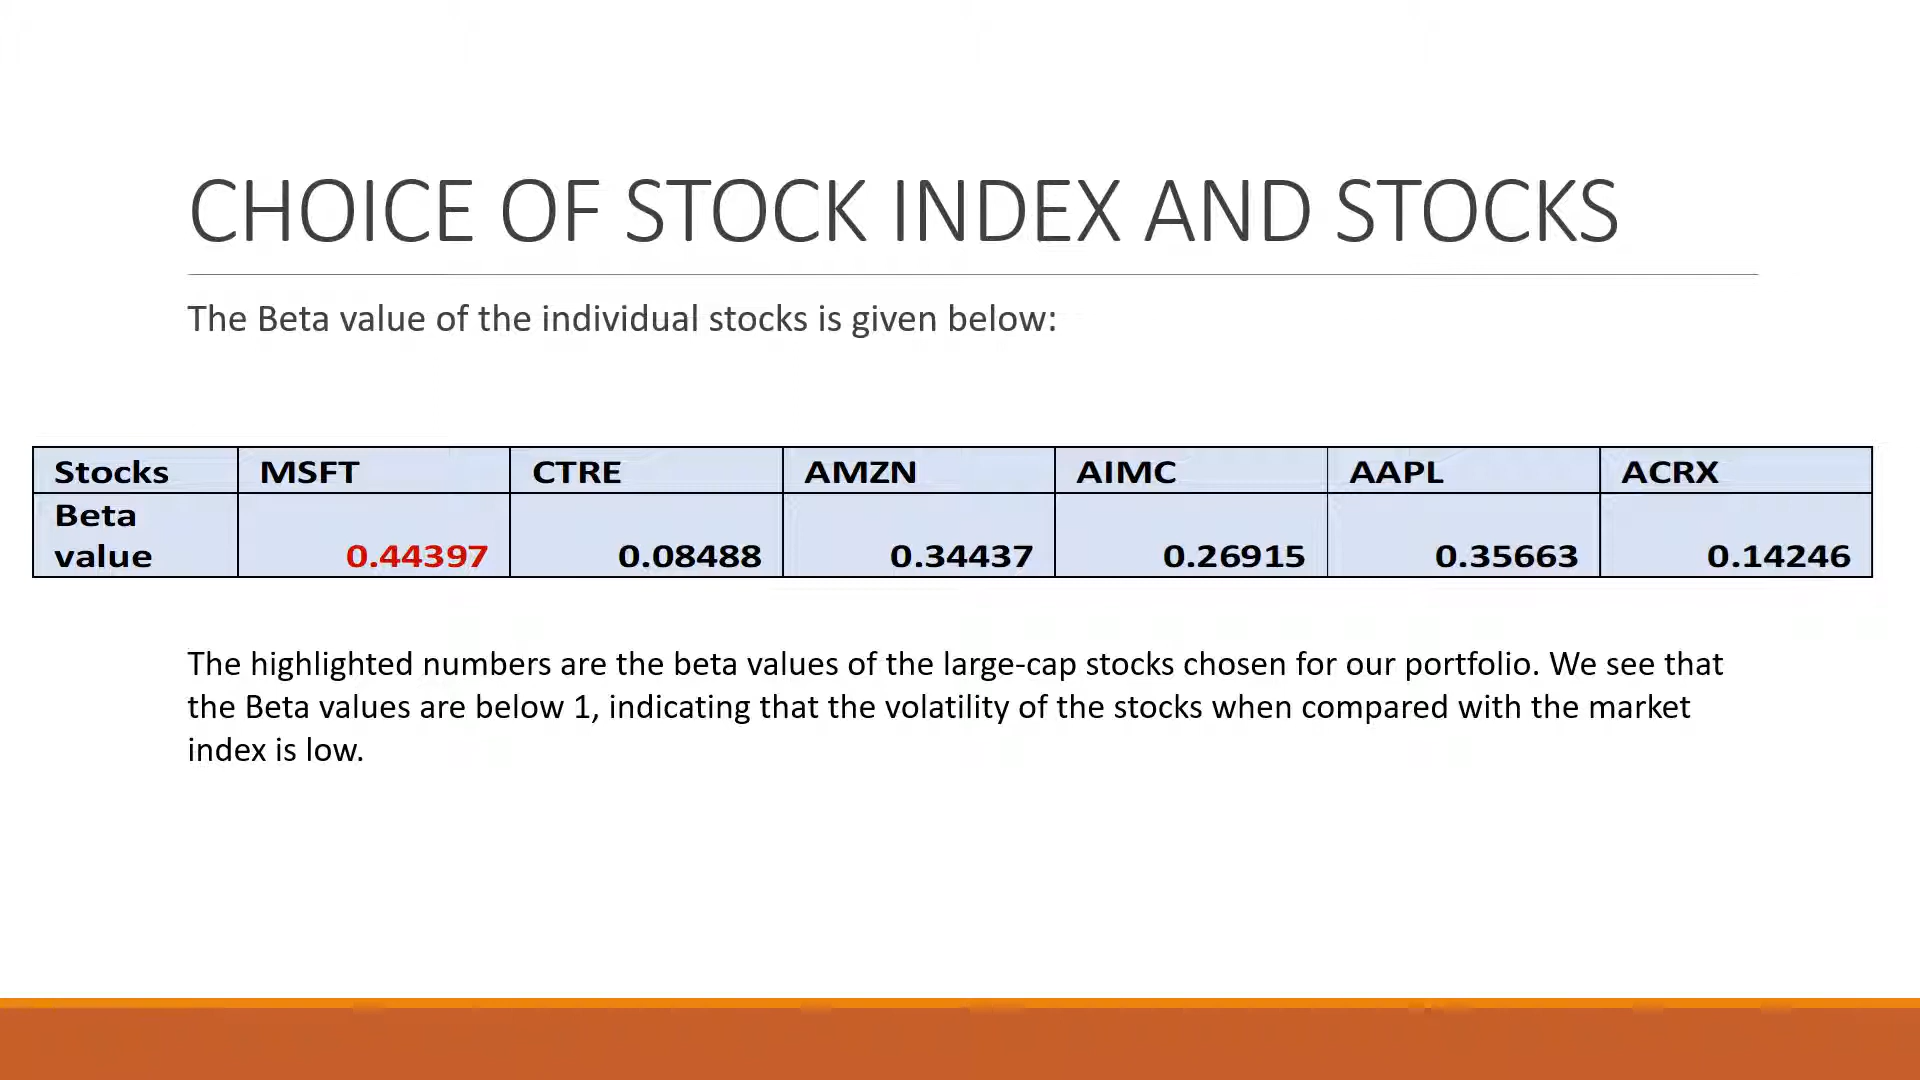 CHOICE OF STOCK INDEX AND STOCKS
The Beta value of the individual stocks is given below:
Stocks MSFT CTRE AMZN AIMC AAPL ACRX
Beta
value 0.44397 0.08488 0.34437 0.26915 0.35663 0.14246
The highlighted numbers are the beta values of the large-cap stocks chosen for our portfolio. We see that
the Beta values are below 1, indicating that the volatility of the stocks when compared with the market
index is low.